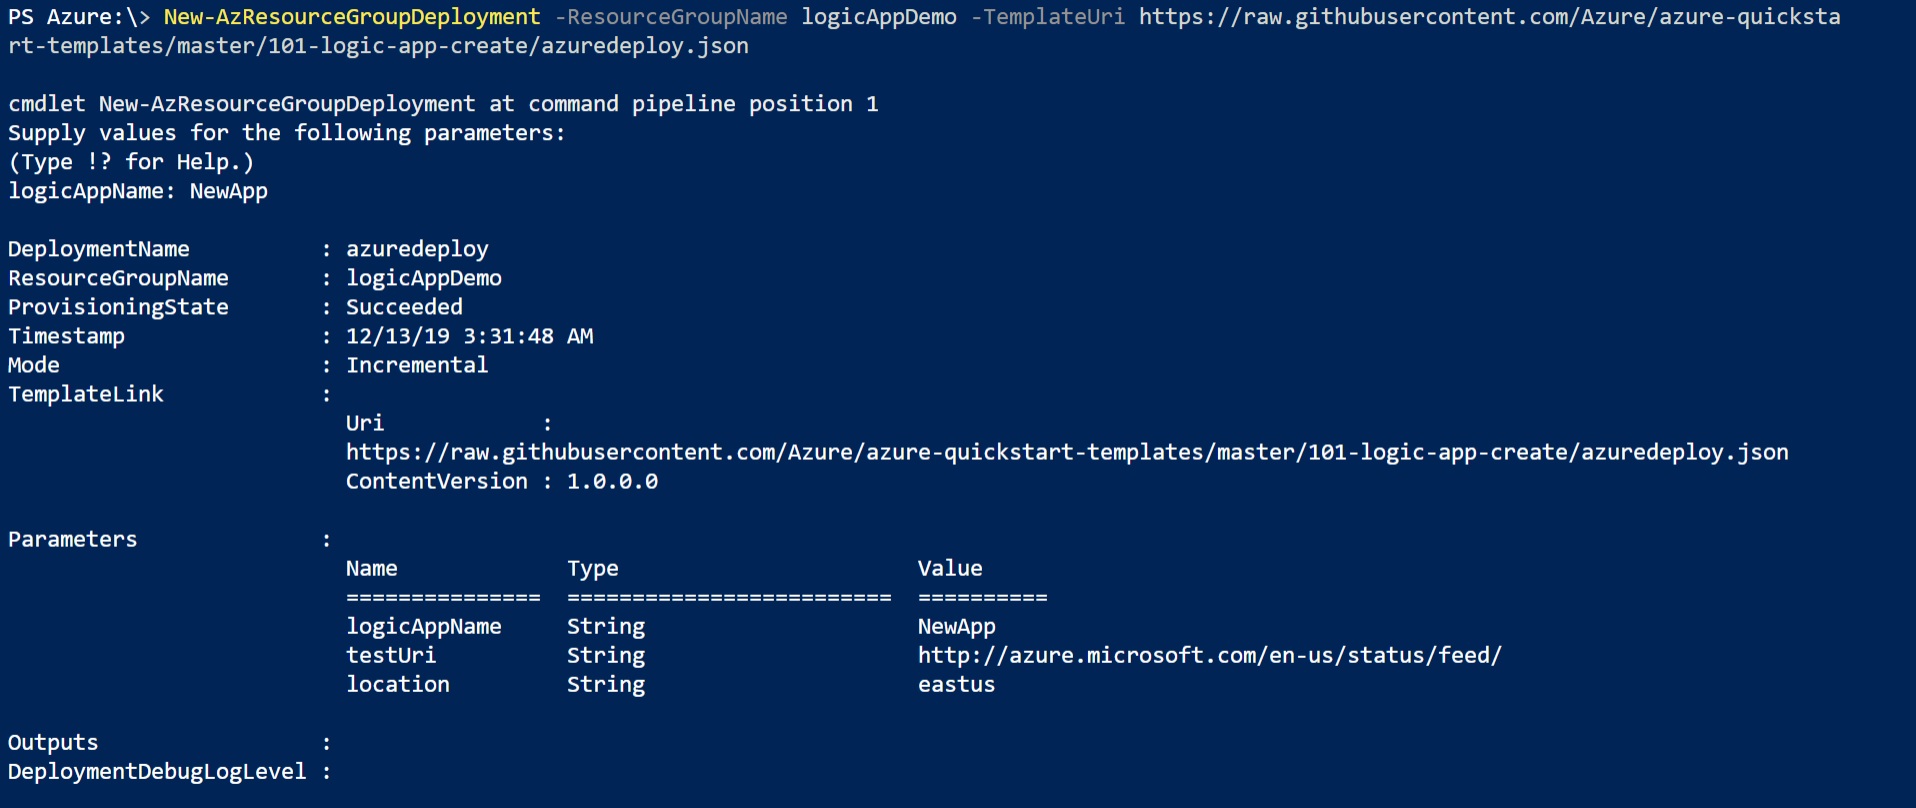 PS Azure:\> New-AzResourceGroupDeployment -ResourceGroupName logicAppDemo -TemplateUri https://raw.githubusercontent.com/Azure/azure-quicksta
rt-templates/master/101-logic-app-create/azuredeploy.json
cmdlet New-AzResourceGroupDeployment at command pipeline position 1
Supply values for the following parameters:
(Type !? for Help.)
logicAppName: NewApp
DeploymentName : azuredeploy
ResourceGroupName : logicAppDemo
ProvisioningState : Succeeded
Timestamp : 12/13/19 3:31:48 AM
Mode : Incremental
TemplateLink :
Uri :
https://raw.githubusercontent.com/Azure/azure-quickstart-templates/master/101-logic-app-create/azuredeploy.json
ContentVersion : 1.0.0.0
Parameters :
Name Type Value
=============== ========================= ==========
logicAppName String NewApp
testUri String http://azure.microsoft.com/en-us/status/feed/
location String eastus
Outputs :
DeploymentDebugLogLevel :